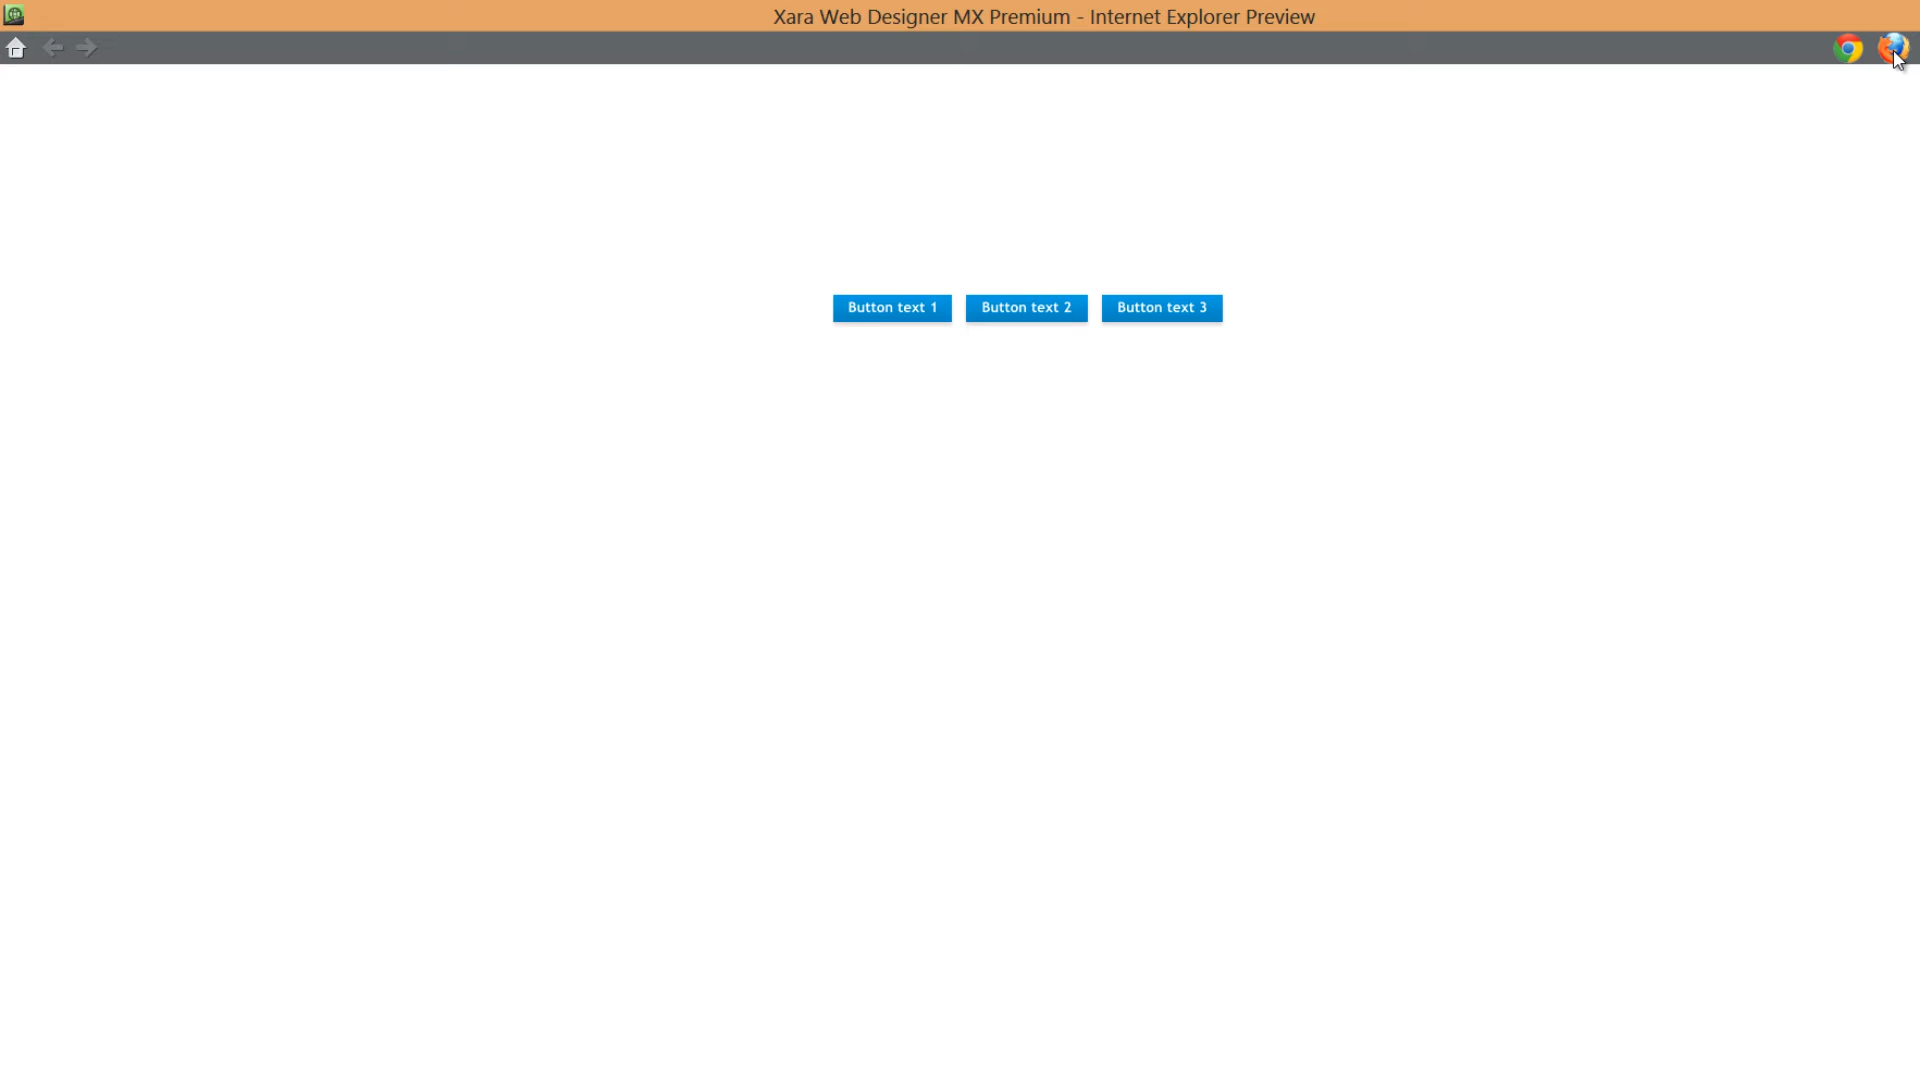 Xara Web Designer MX Premium - Internet Explorer Preview
Button text 1 Button text 2 Button text 3